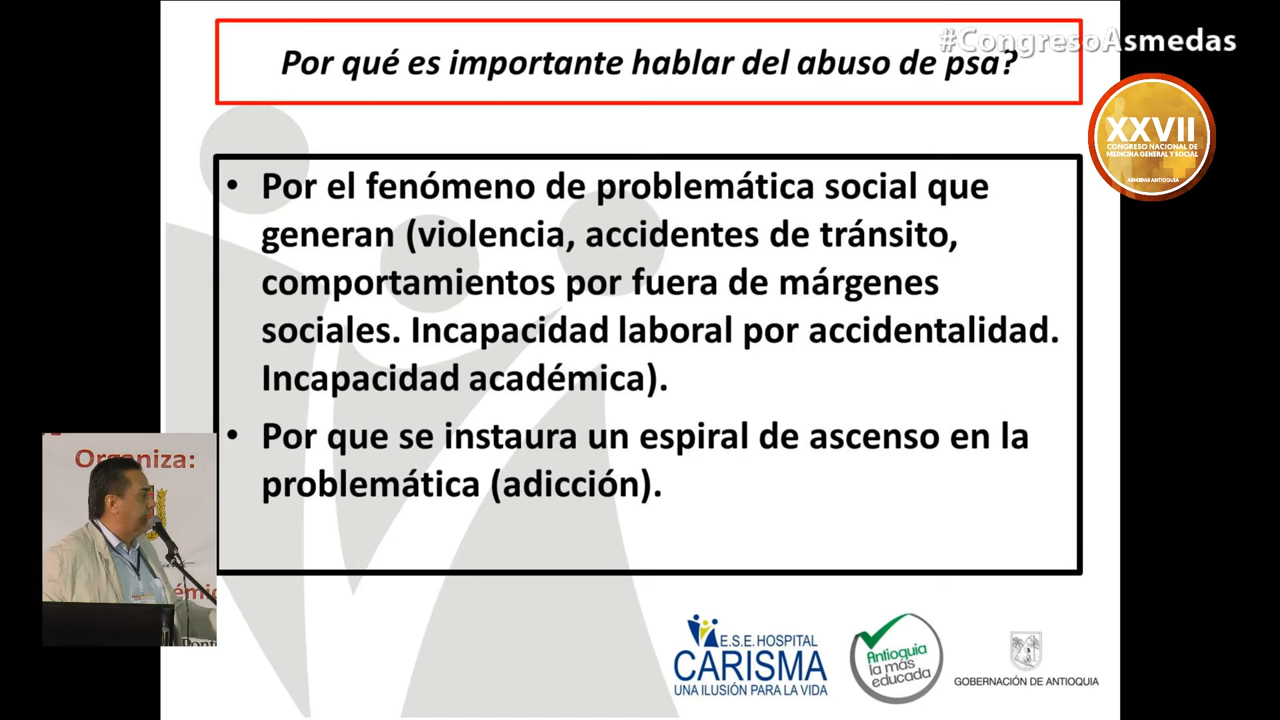 #CongresoAsmedas
Por qué es importante hablar del abuso de psa?
XXVII
CONGRESO NACIONAL DE
MEDICINA GENERAL Y SOCIAL
ASMEDAS ANTIOQUIA
• Por el fenómeno de problemática social que
generan (violencia, accidentes de tránsito,
comportamientos por fuera de márgenes
sociales. Incapacidad laboral por accidentalidad.
Incapacidad académica).
• Por que se instaura un espiral de ascenso en la
problemática (adicción).
Organiza:
E.S.E. HOSPITAL
CARISMA
UNA ILUSIÓN PARA LA VIDA
Antioquia
la más
educada
GOBERNACIÓN DE ANTIOQUIA